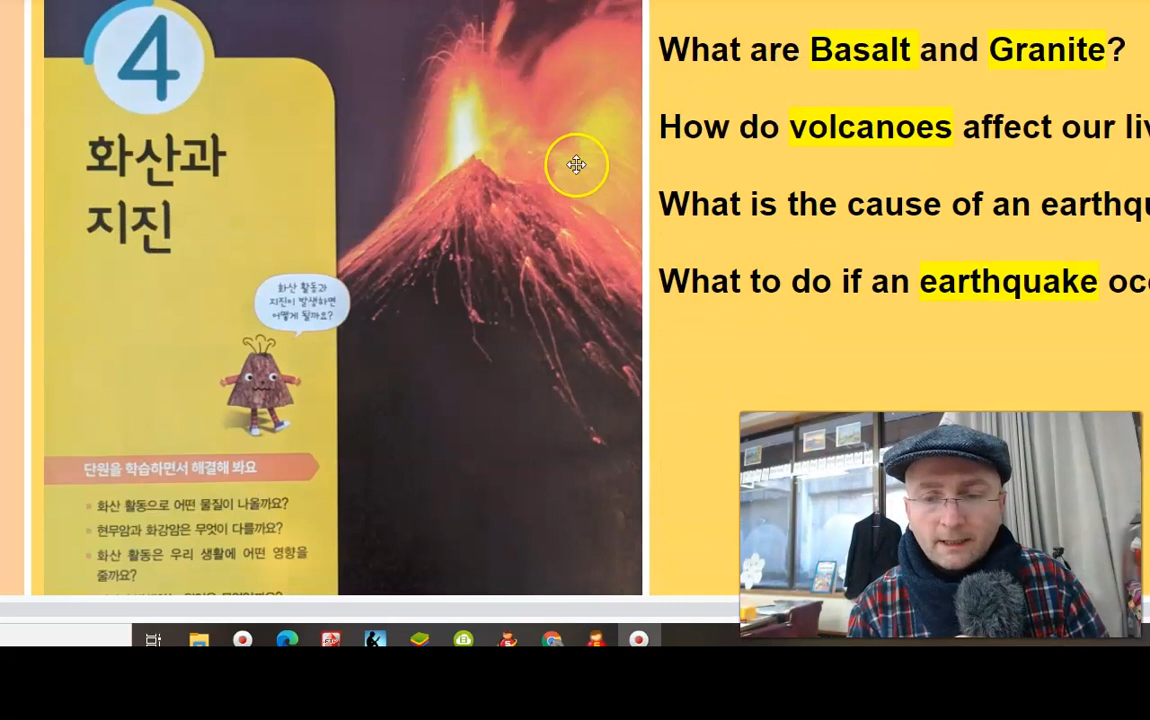 4
화산과
지진
화산 활동과
지진이 발생하면
어떻게 될까요?
단원을 학습하면서 해결해 봐요
화산 활동으로 어떤 물질이 나올까요?
현무암과 화강암은 무엇이 다를까요?
화산 활동은 우리 생활에 어떤 영향을
줄까요?
What are Basalt and Granite?
How do volcanoes affect our liv
What is the cause of an earthqu
What to do if an earthquake occ